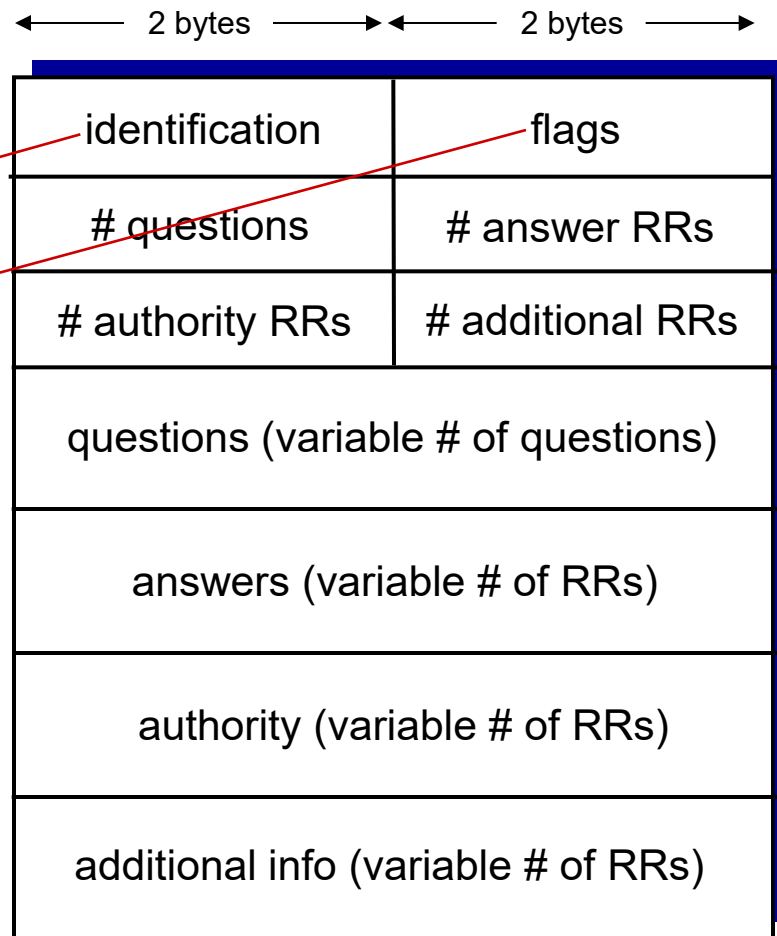 2 bytes 2 bytes
identification flags
# questions # answer RRs
# authority RRs # additional RRs
questions (variable # of questions)
answers (variable # of RRs)
authority (variable # of RRs)
additional info (variable # of RRs)